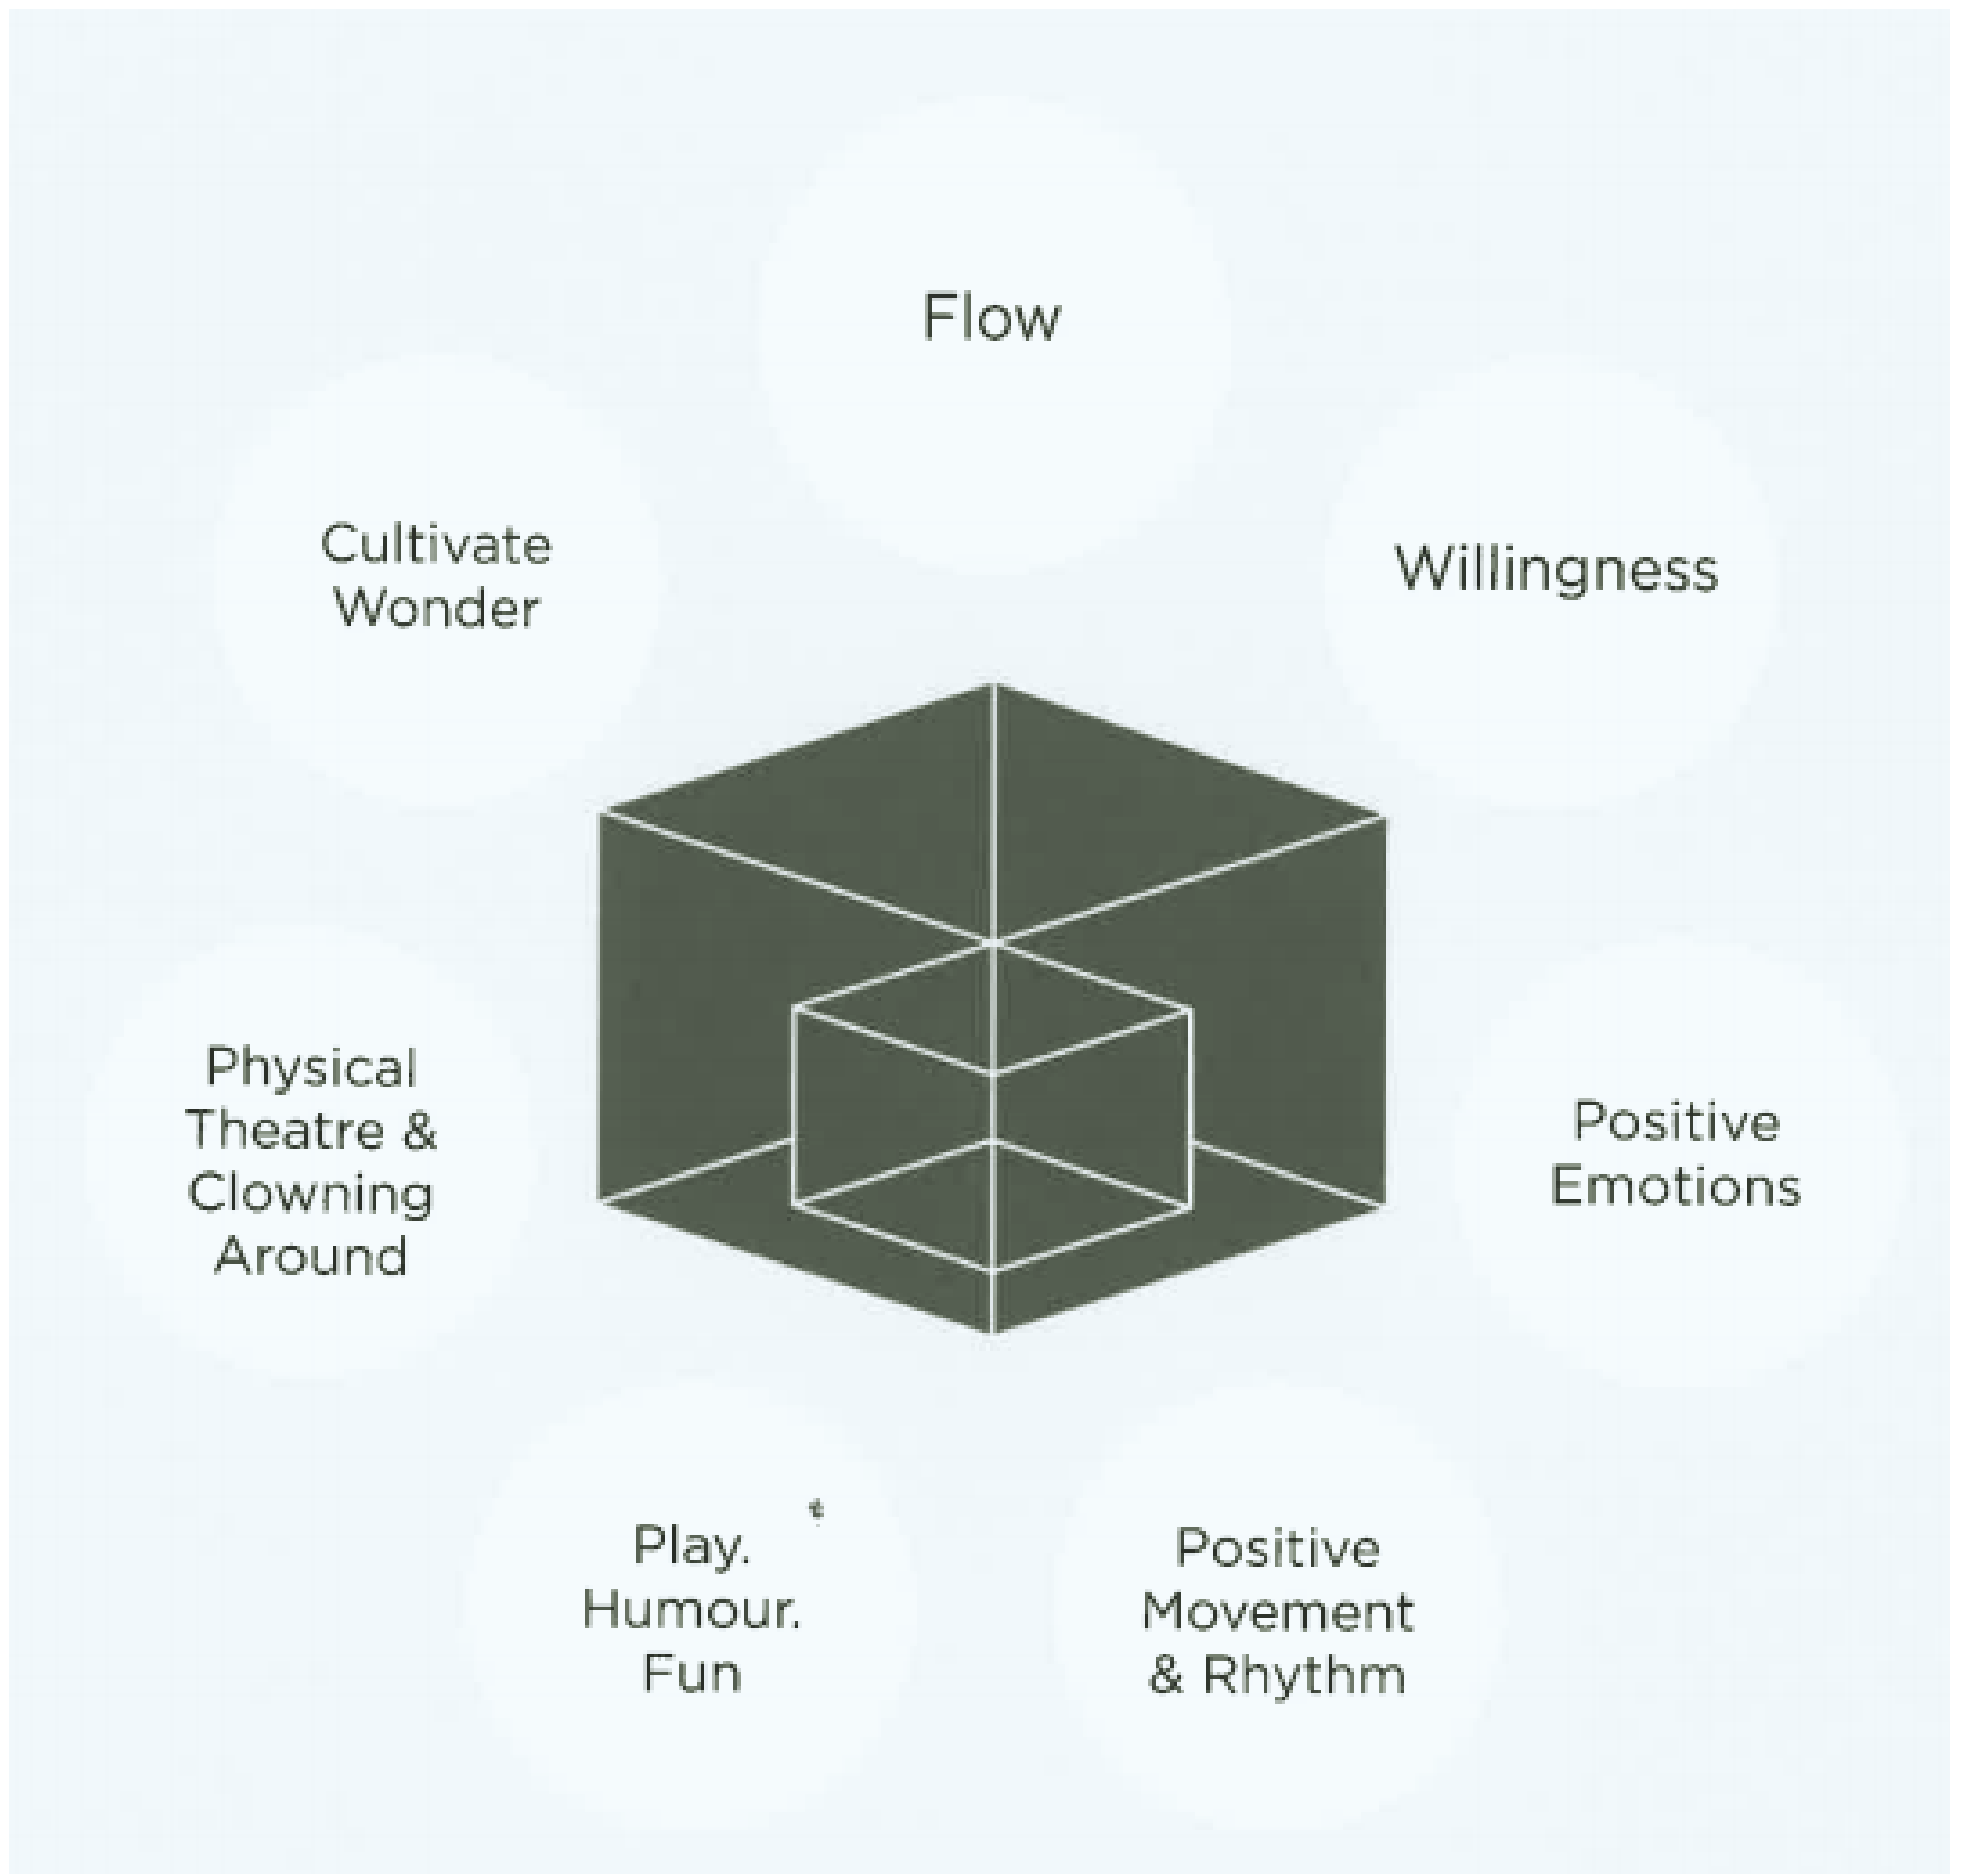 Flow
Cultivate
Wonder
Willingness
Physical
Theatre &
Clowning
Around
Positive
Emotions
Play.
Humour.
Fun
Positive
Movement
& Rhythm